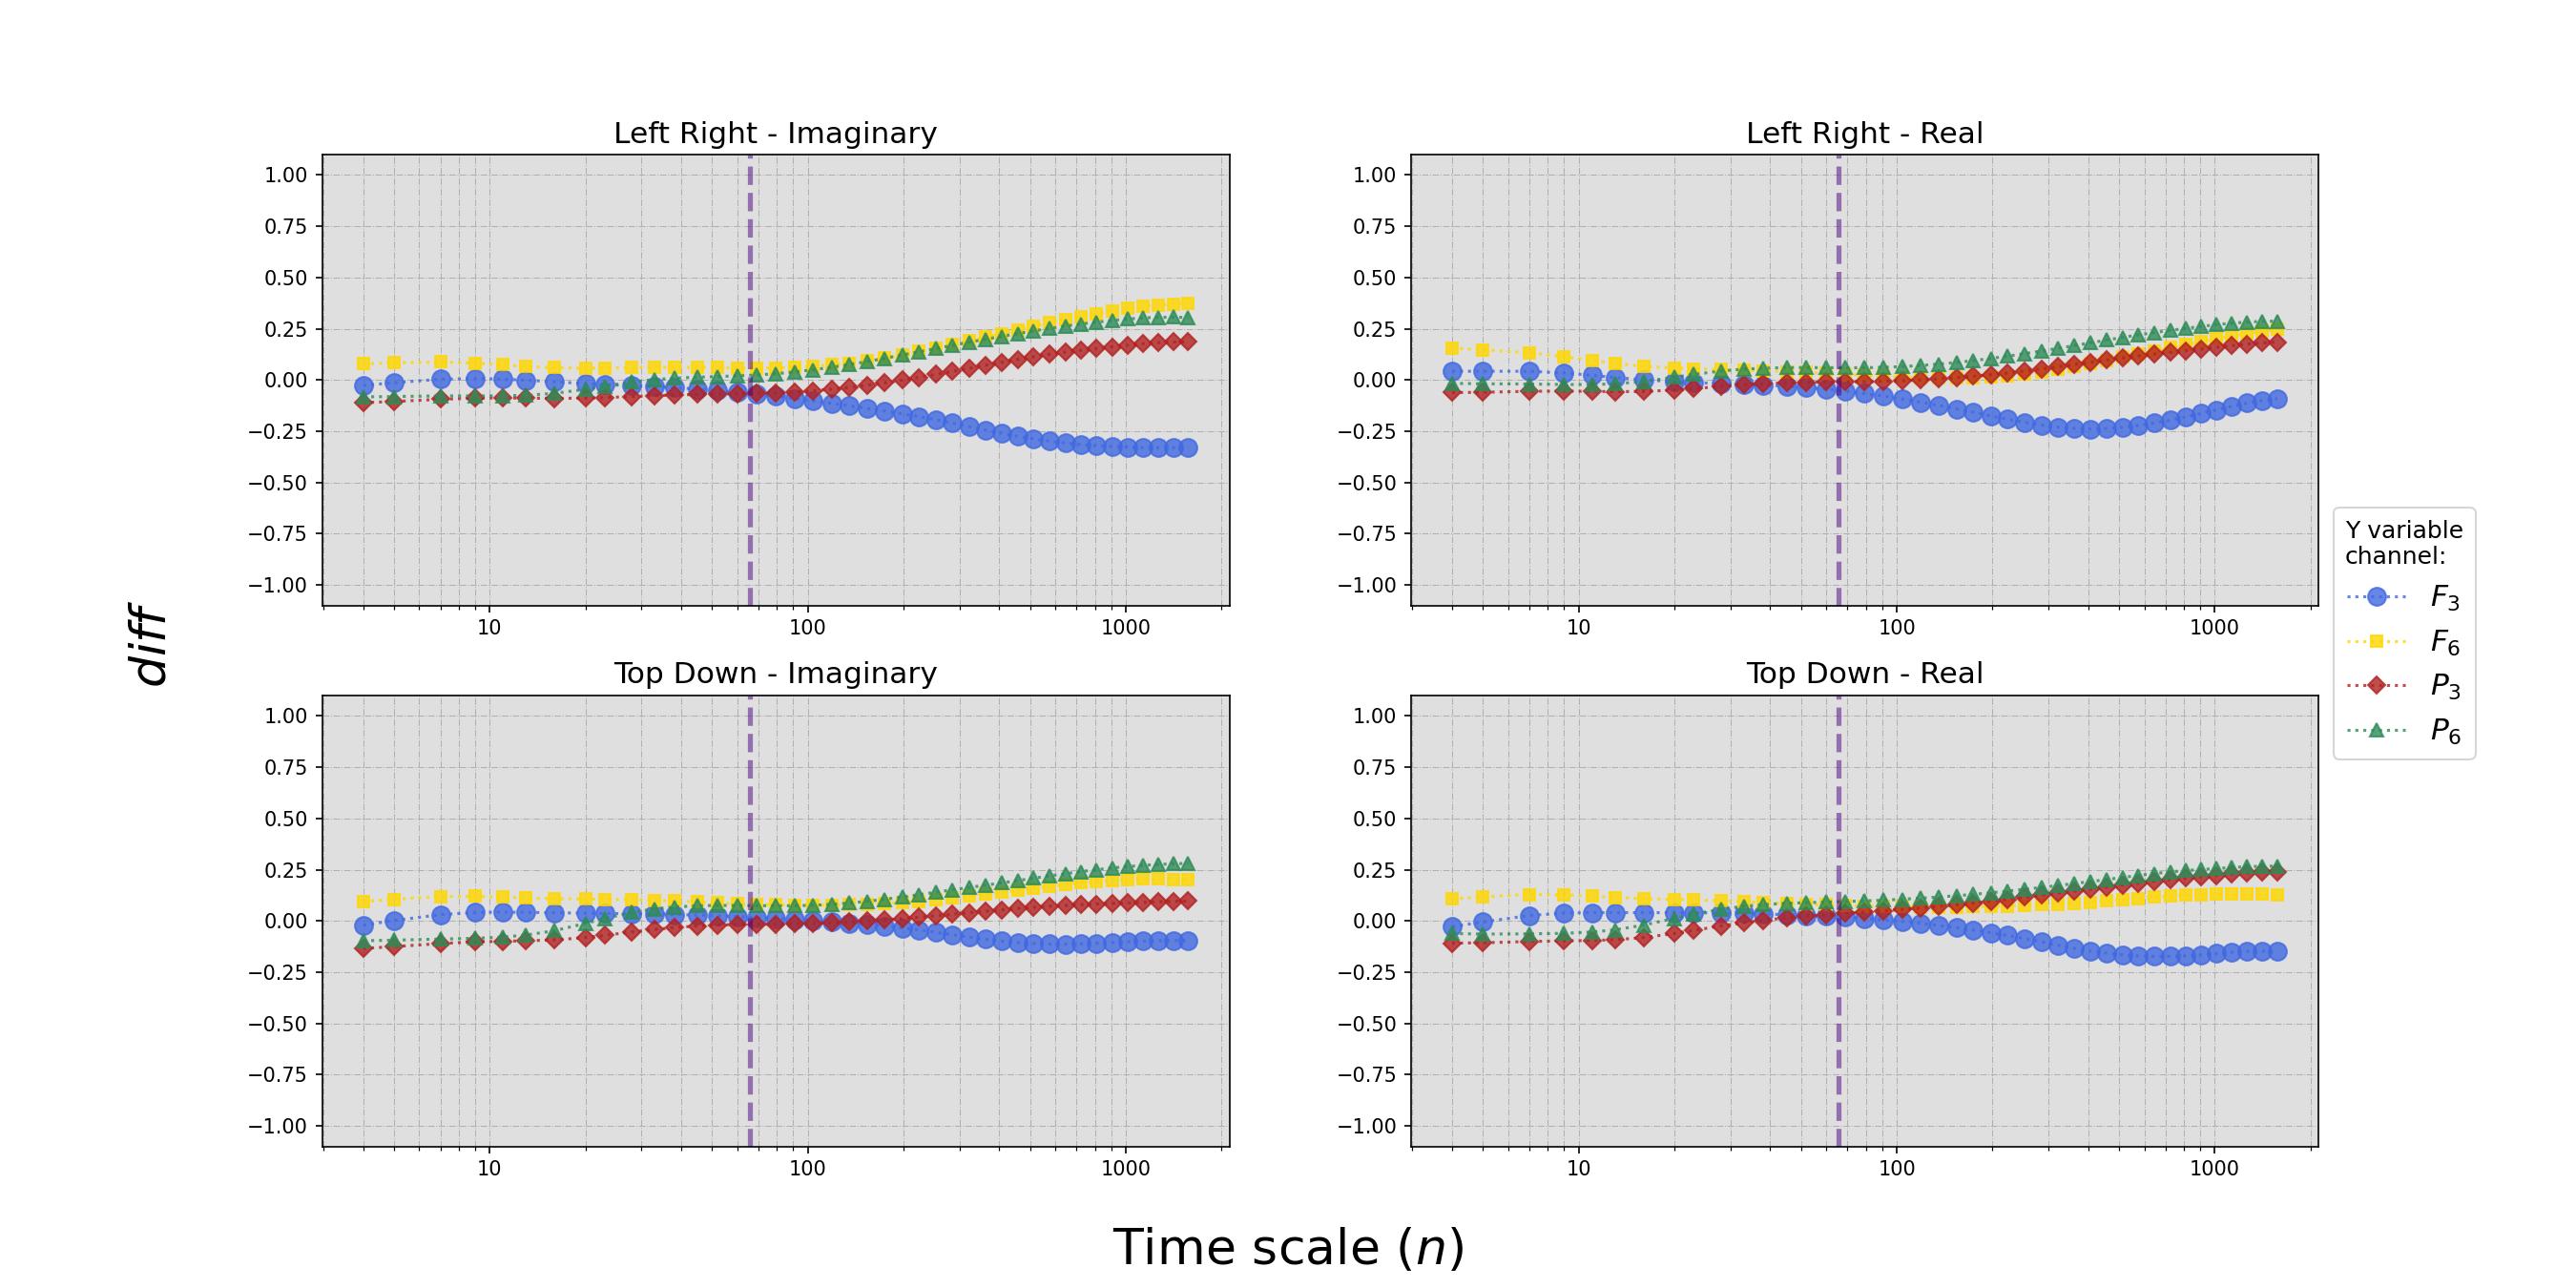 Left Right - Imaginary
1.00
0.75
0.50
0.25
0.00
−0.25
−0.50
−0.75
−1.00
10 100 1000
Left Right - Real
1.00
0.75
0.50
0.25
0.00
−0.25
−0.50
−0.75
−1.00
10 100 1000
Top Down - Imaginary
1.00
0.75
0.50
0.25
0.00
−0.25
−0.50
−0.75
−1.00
10 100 1000
Top Down - Real
1.00
0.75
0.50
0.25
0.00
−0.25
−0.50
−0.75
−1.00
10 100 1000
diff
Time scale (n)
Y variable
channel:
F₃
F₆
P₃
P₆